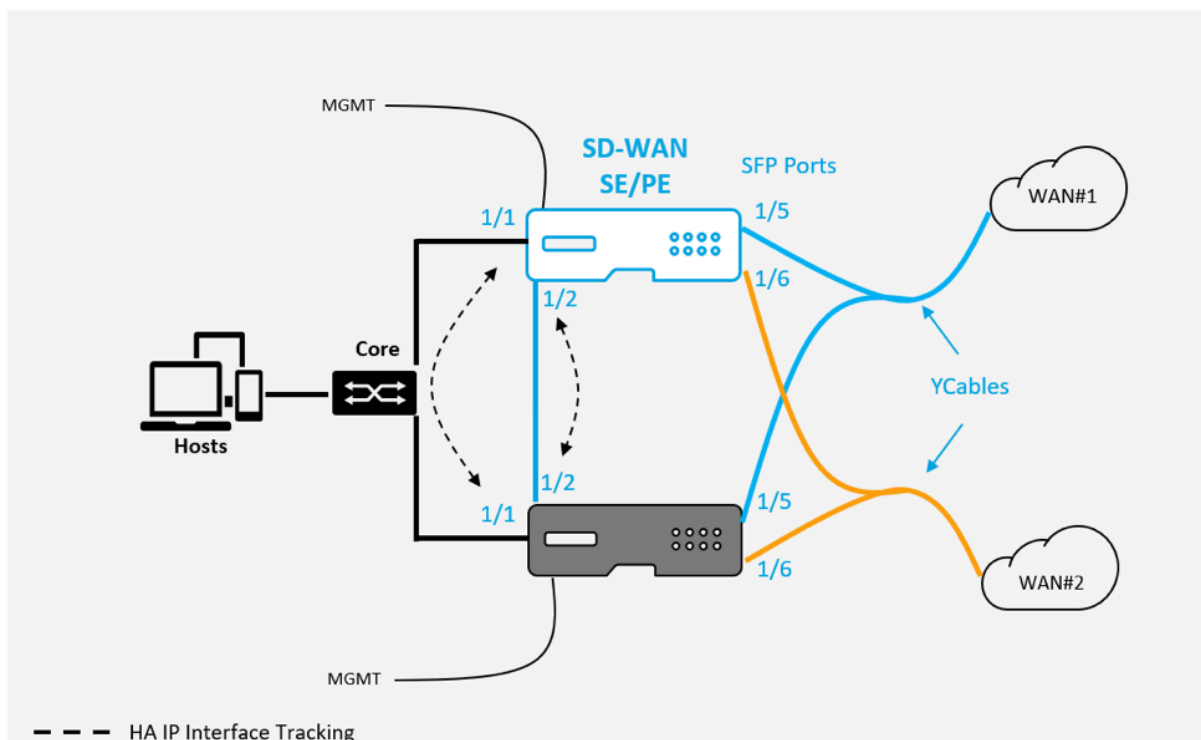 MGMT
SD-WAN
SE/PE
SFP Ports
1/1
1/5
WAN#1
1/6
1/2
Core
YCables
Hosts
1/2
1/1
1/5
1/6
WAN#2
MGMT
HA IP Interface Tracking